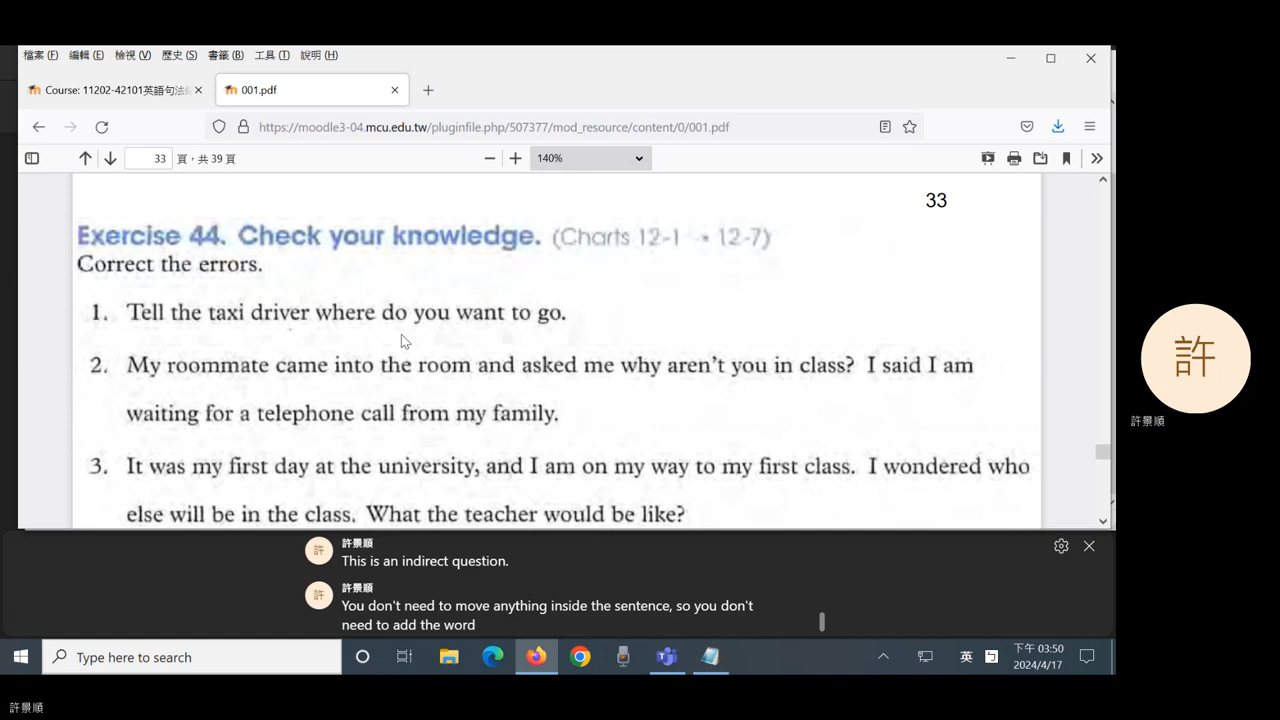 檔案 (F) 編輯 (E) 檢視 (V) 歷史 (S) 書籤 (B) 工具 (T) 說明 (H)
Course: 11202-42101英語句法結
001.pdf
https://moodle3-04.mcu.edu.tw/pluginfile.php/507377/mod_resource/content/0/001.pdf
33 頁，共 39 頁
140%
33
Exercise 44. Check your knowledge. (Charts 12-1 → 12-7)
Correct the errors.
1. Tell the taxi driver where do you want to go.
2. My roommate came into the room and asked me why aren't you in class? I said I am
waiting for a telephone call from my family.
3. It was my first day at the university, and I am on my way to my first class. I wondered who
else will be in the class. What the teacher would be like?
許
許景順
許
許景順
This is an indirect question.
許
許景順
You don't need to move anything inside the sentence, so you don't
need to add the word
Type here to search
英
下午 03:50
2024/4/17
許景順